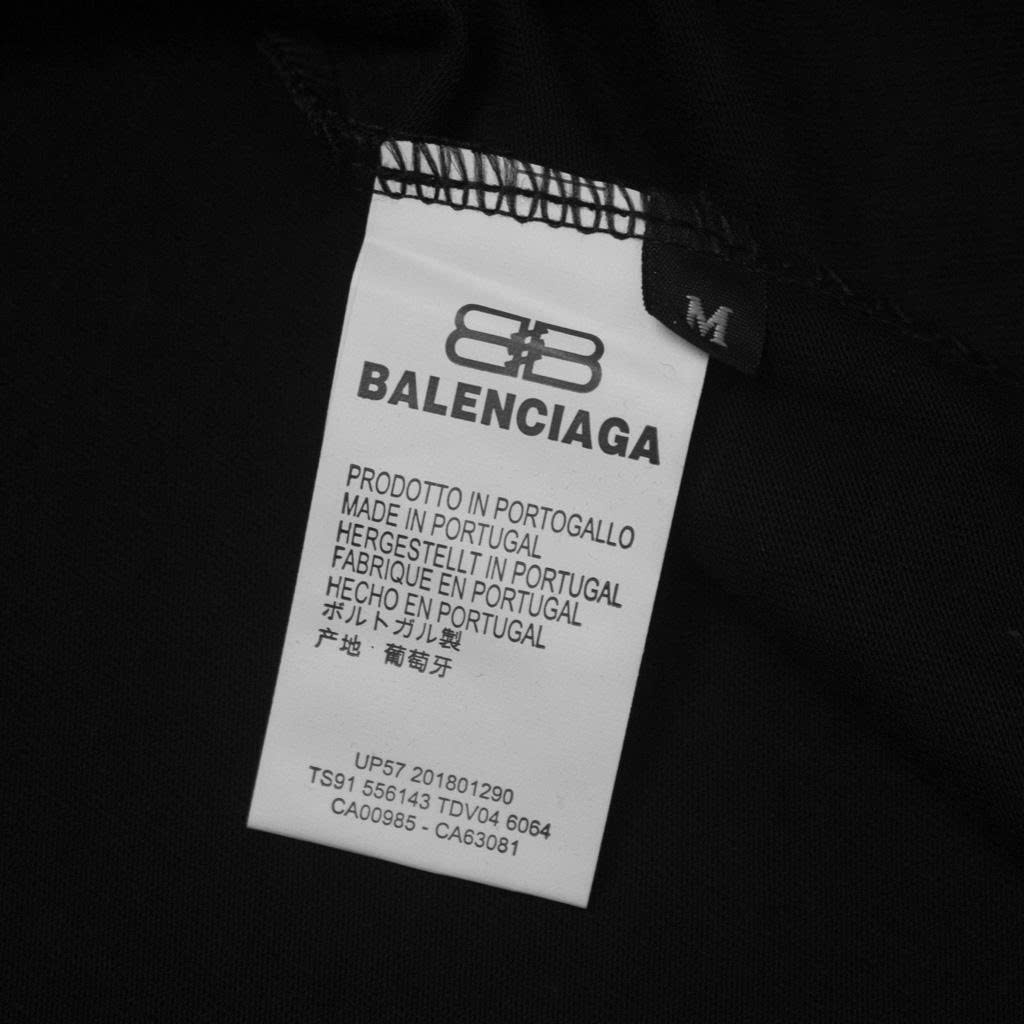 M
BALENCIAGA
PRODOTTO IN PORTOGALLO
MADE IN PORTUGAL
HERGESTELLT IN PORTUGAL
FABRIQUE EN PORTUGAL
HECHO EN PORTUGAL
ボルトガル製
产地·葡萄牙
UP57 201801290
TS91 556143 TDV04 6064
CA00985 - CA63081